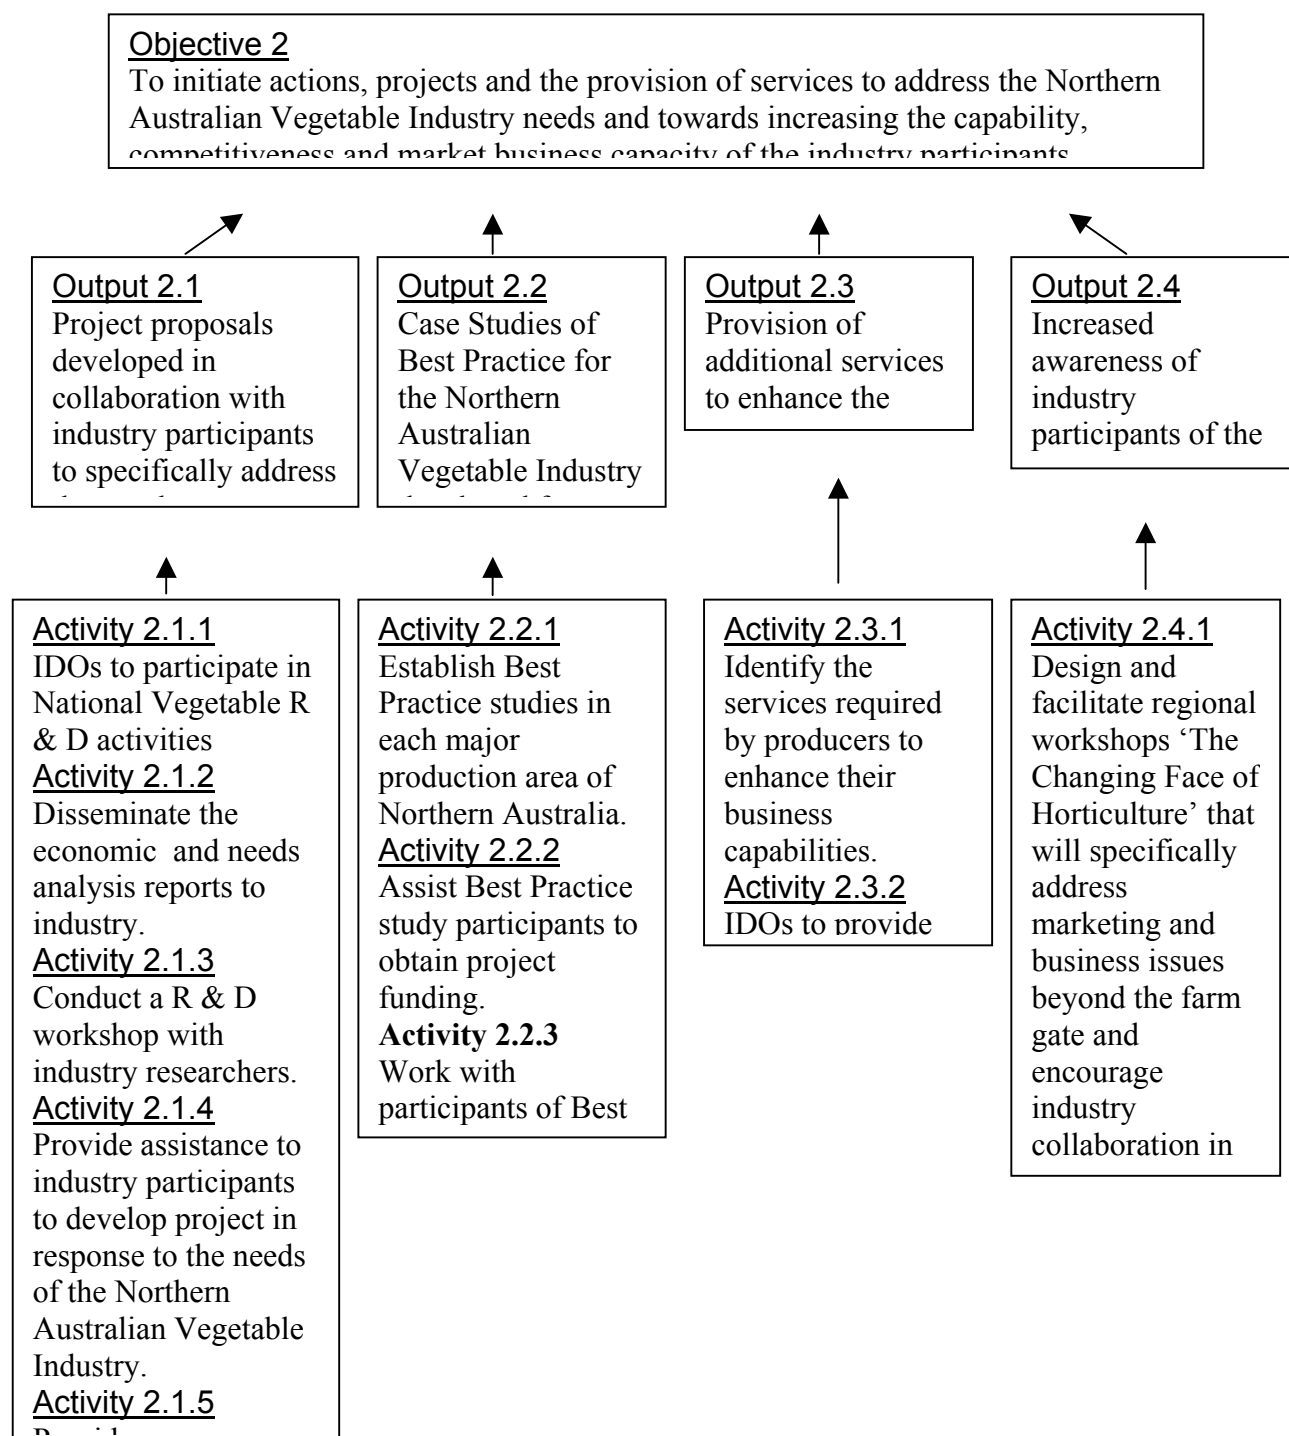 Objective 2
To initiate actions, projects and the provision of services to address the Northern
Australian Vegetable Industry needs and towards increasing the capability,
competitiveness and market business capacity of the industry participants
Output 2.1
Project proposals
developed in
collaboration with
industry participants
to specifically address
Output 2.2
Case Studies of
Best Practice for
the Northern
Australian
Vegetable Industry
Output 2.3
Provision of
additional services
to enhance the
Output 2.4
Increased
awareness of
industry
participants of the
Activity 2.1.1
IDOs to participate in
National Vegetable R
& D activities
Activity 2.1.2
Disseminate the
economic  and needs
analysis reports to
industry.
Activity 2.1.3
Conduct a R & D
workshop with
industry researchers.
Activity 2.1.4
Provide assistance to
industry participants
to develop project in
response to the needs
of the Northern
Australian Vegetable
Industry.
Activity 2.1.5
Activity 2.2.1
Establish Best
Practice studies in
each major
production area of
Northern Australia.
Activity 2.2.2
Assist Best Practice
study participants to
obtain project
funding.
Activity 2.2.3
Work with
participants of Best
Activity 2.3.1
Identify the
services required
by producers to
enhance their
business
capabilities.
Activity 2.3.2
IDOs to provide
Activity 2.4.1
Design and
facilitate regional
workshops ‘The
Changing Face of
Horticulture’ that
will specifically
address
marketing and
business issues
beyond the farm
gate and
encourage
industry
collaboration in